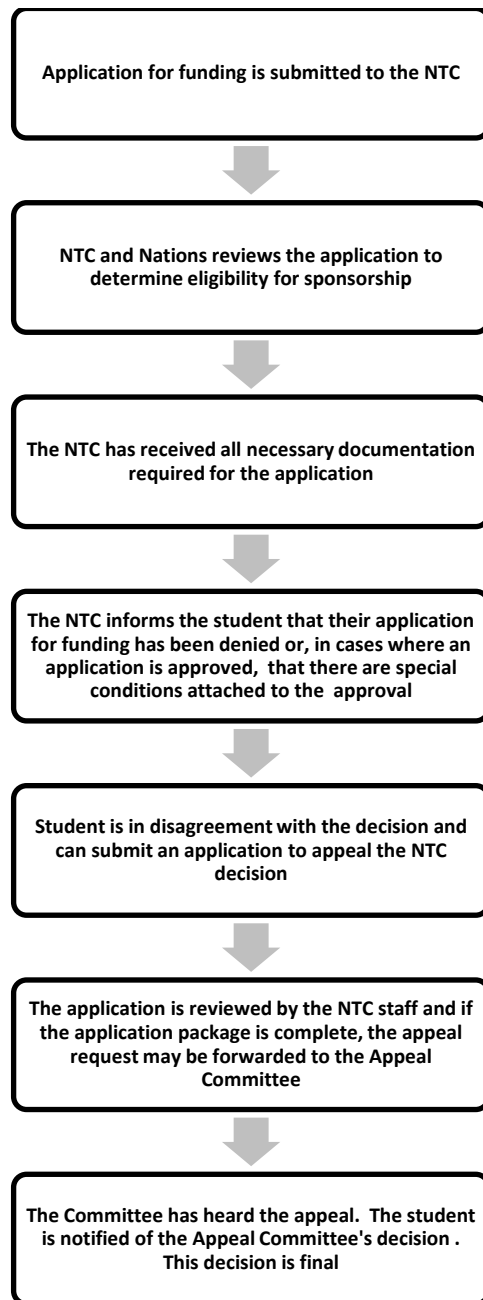 Application for funding is submitted to the NTC
NTC and Nations reviews the application to
determine eligibility for sponsorship
The NTC has received all necessary documentation
required for the application
The NTC informs the student that their application
for funding has been denied or, in cases where an
application is approved,  that there are special
conditions attached to the  approval
Student is in disagreement with the decision and
can submit an application to appeal the NTC
decision
The application is reviewed by the NTC staff and if
the application package is complete, the appeal
request may be forwarded to the Appeal
Committee
The Committee has heard the appeal.  The student
is notified of the Appeal Committee's decision .
This decision is final